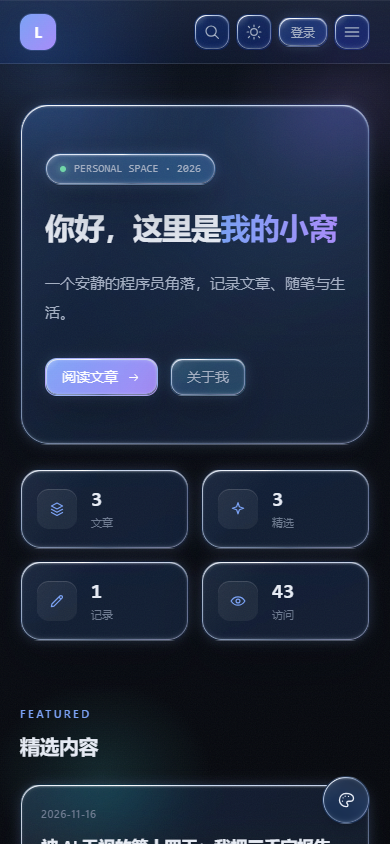 L
登录
PERSONAL SPACE · 2026
你好，这里是我的小窝
一个安静的程序员角落，记录文章、随笔与生
活。
阅读文章 →
关于我
3
文章
3
精选
1
记录
43
访问
FEATURED
精选内容
2026-11-16